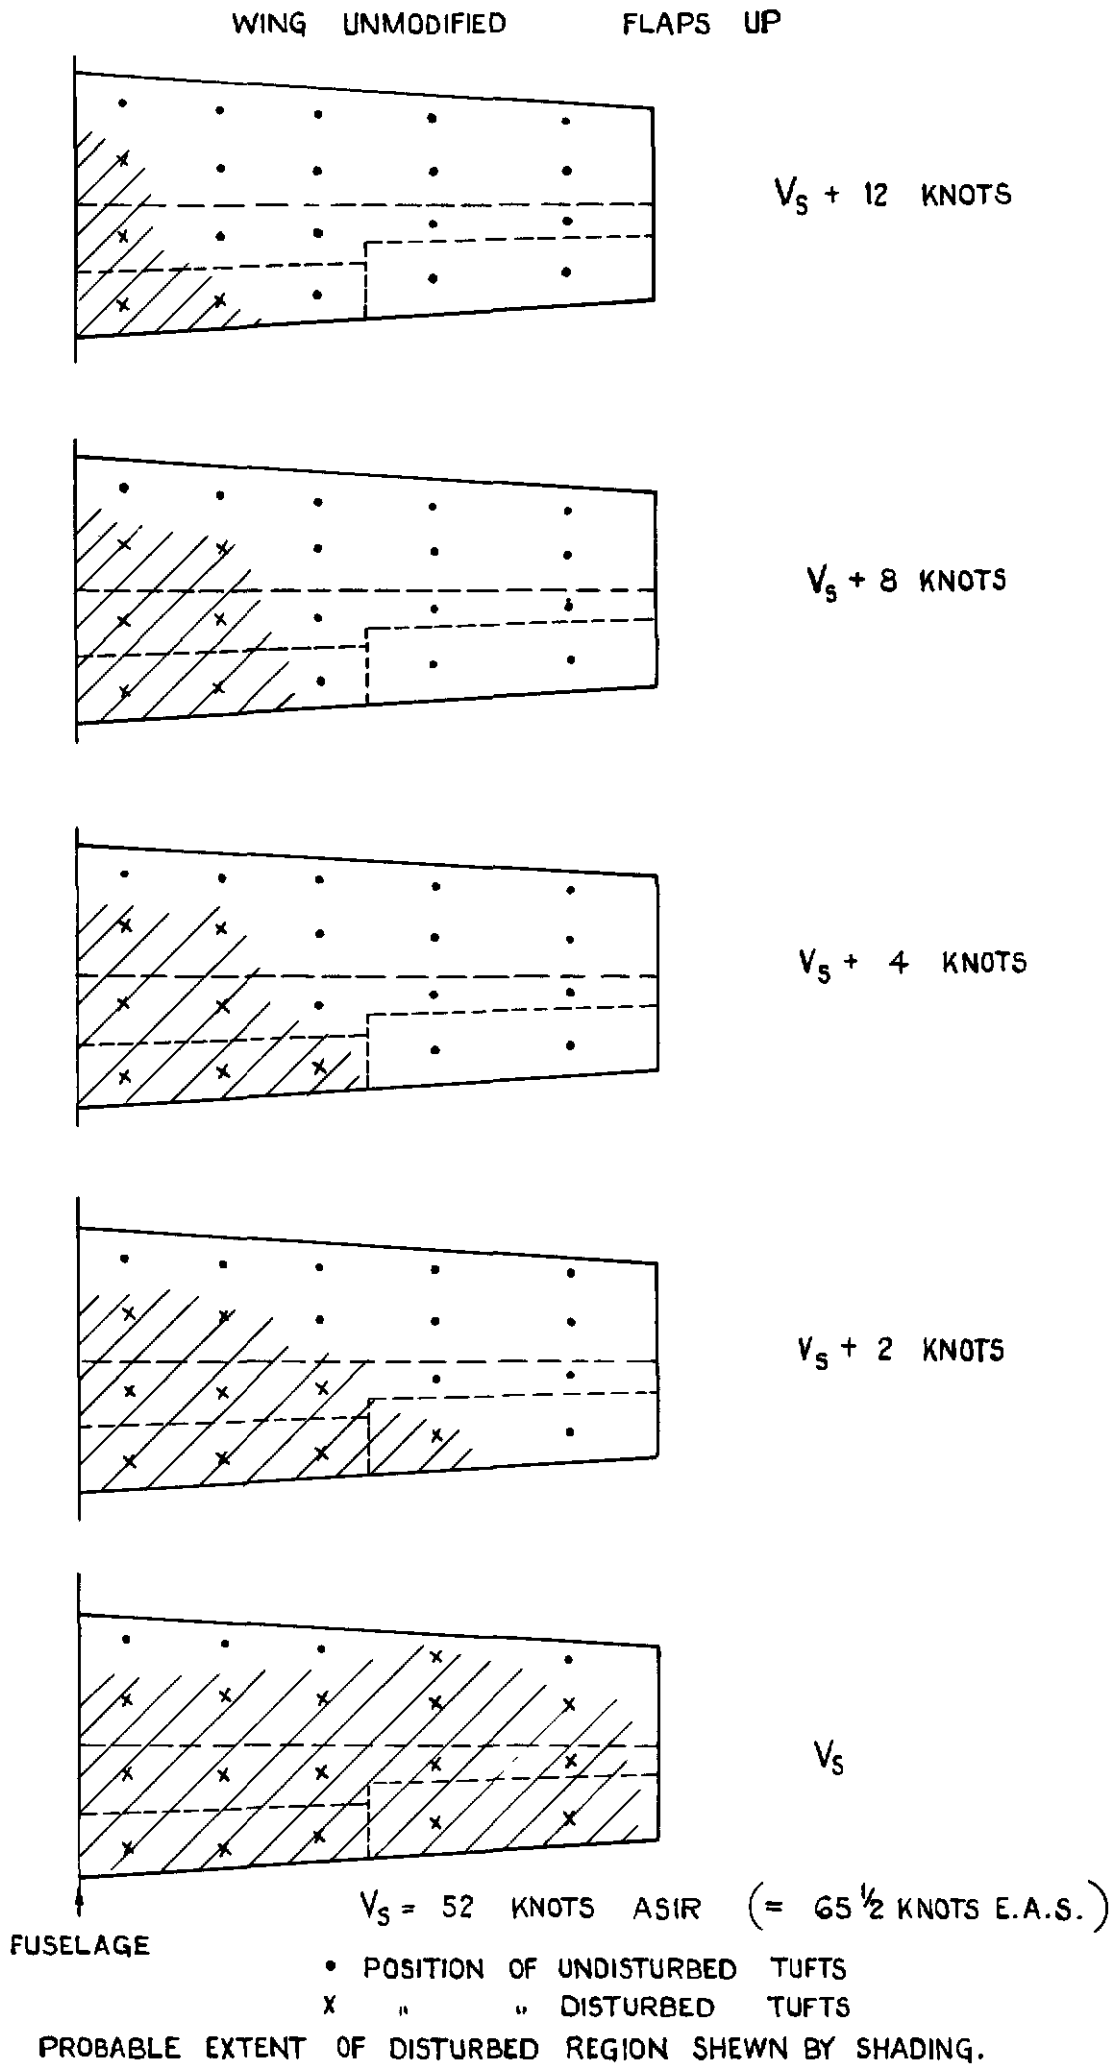 WING UNMODIFIED FLAPS UP
VS + 12 KNOTS
VS + 8 KNOTS
VS + 4 KNOTS
VS + 2 KNOTS
VS
VS = 52 KNOTS ASIR (= 65 1/2 KNOTS E.A.S.)
FUSELAGE
• POSITION OF UNDISTURBED TUFTS
x " " DISTURBED TUFTS
PROBABLE EXTENT OF DISTURBED REGION SHEWN BY SHADING.